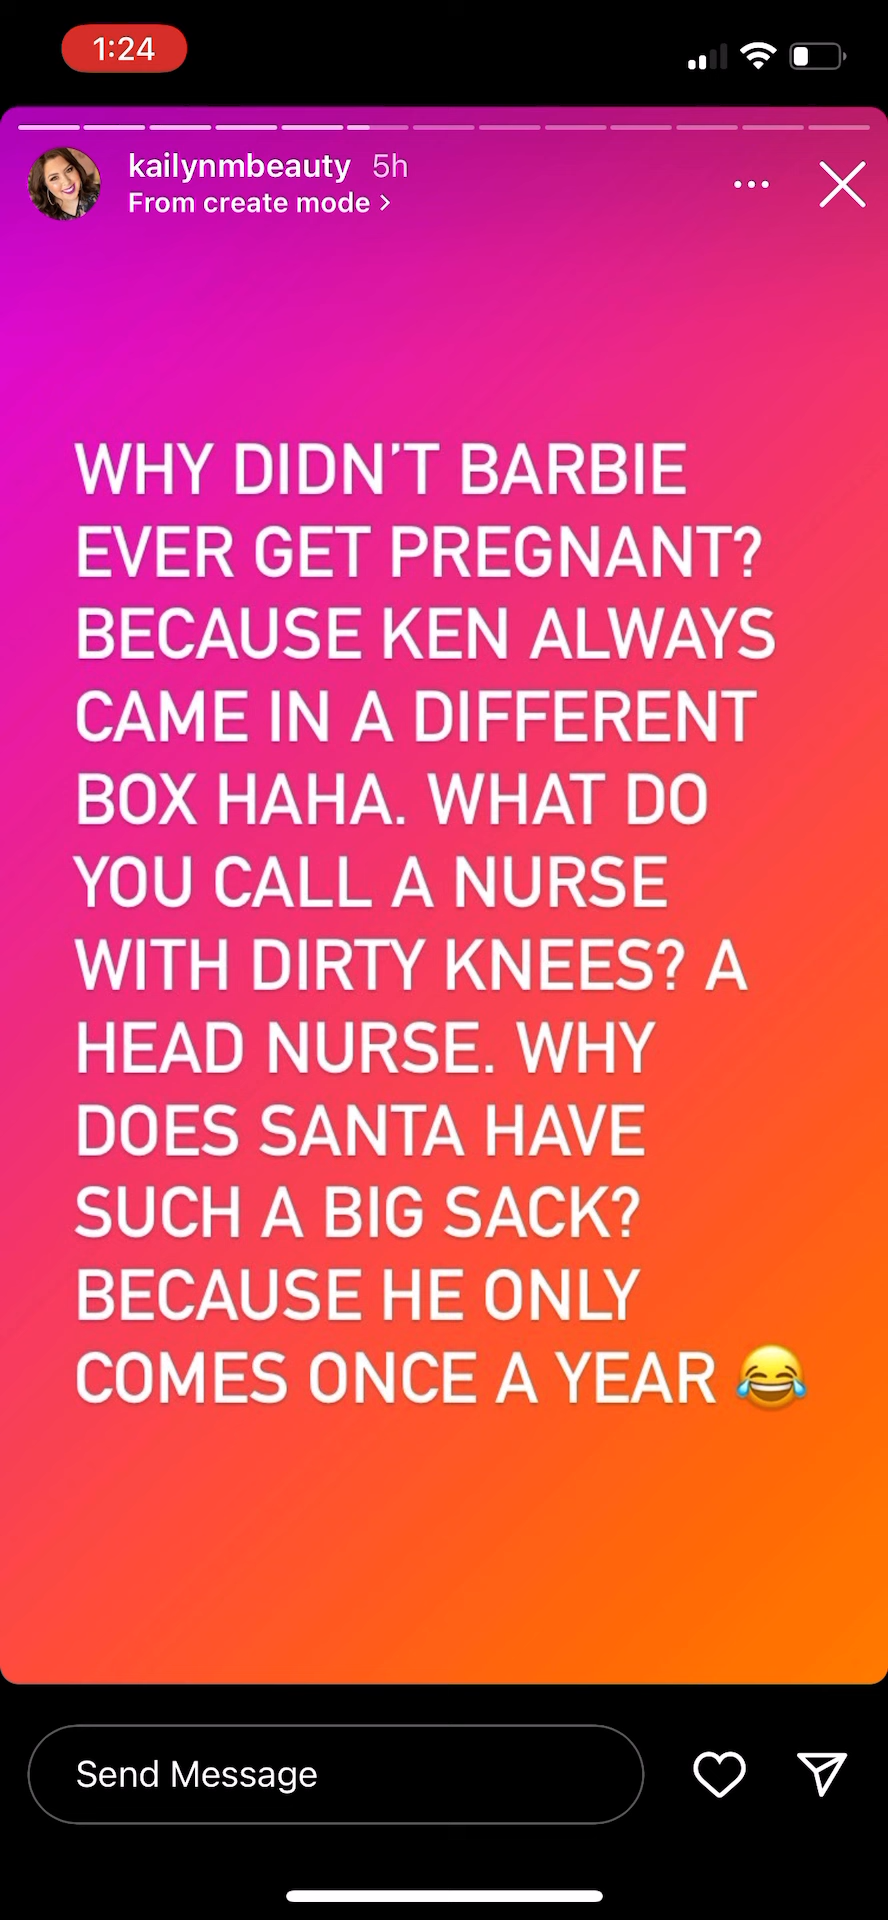 1:24
kailynmbeauty 5h
From create mode >
WHY DIDN'T BARBIE
EVER GET PREGNANT?
BECAUSE KEN ALWAYS
CAME IN A DIFFERENT
BOX HAHA. WHAT DO
YOU CALL A NURSE
WITH DIRTY KNEES? A
HEAD NURSE. WHY
DOES SANTA HAVE
SUCH A BIG SACK?
BECAUSE HE ONLY
COMES ONCE A YEAR 😂
Send Message